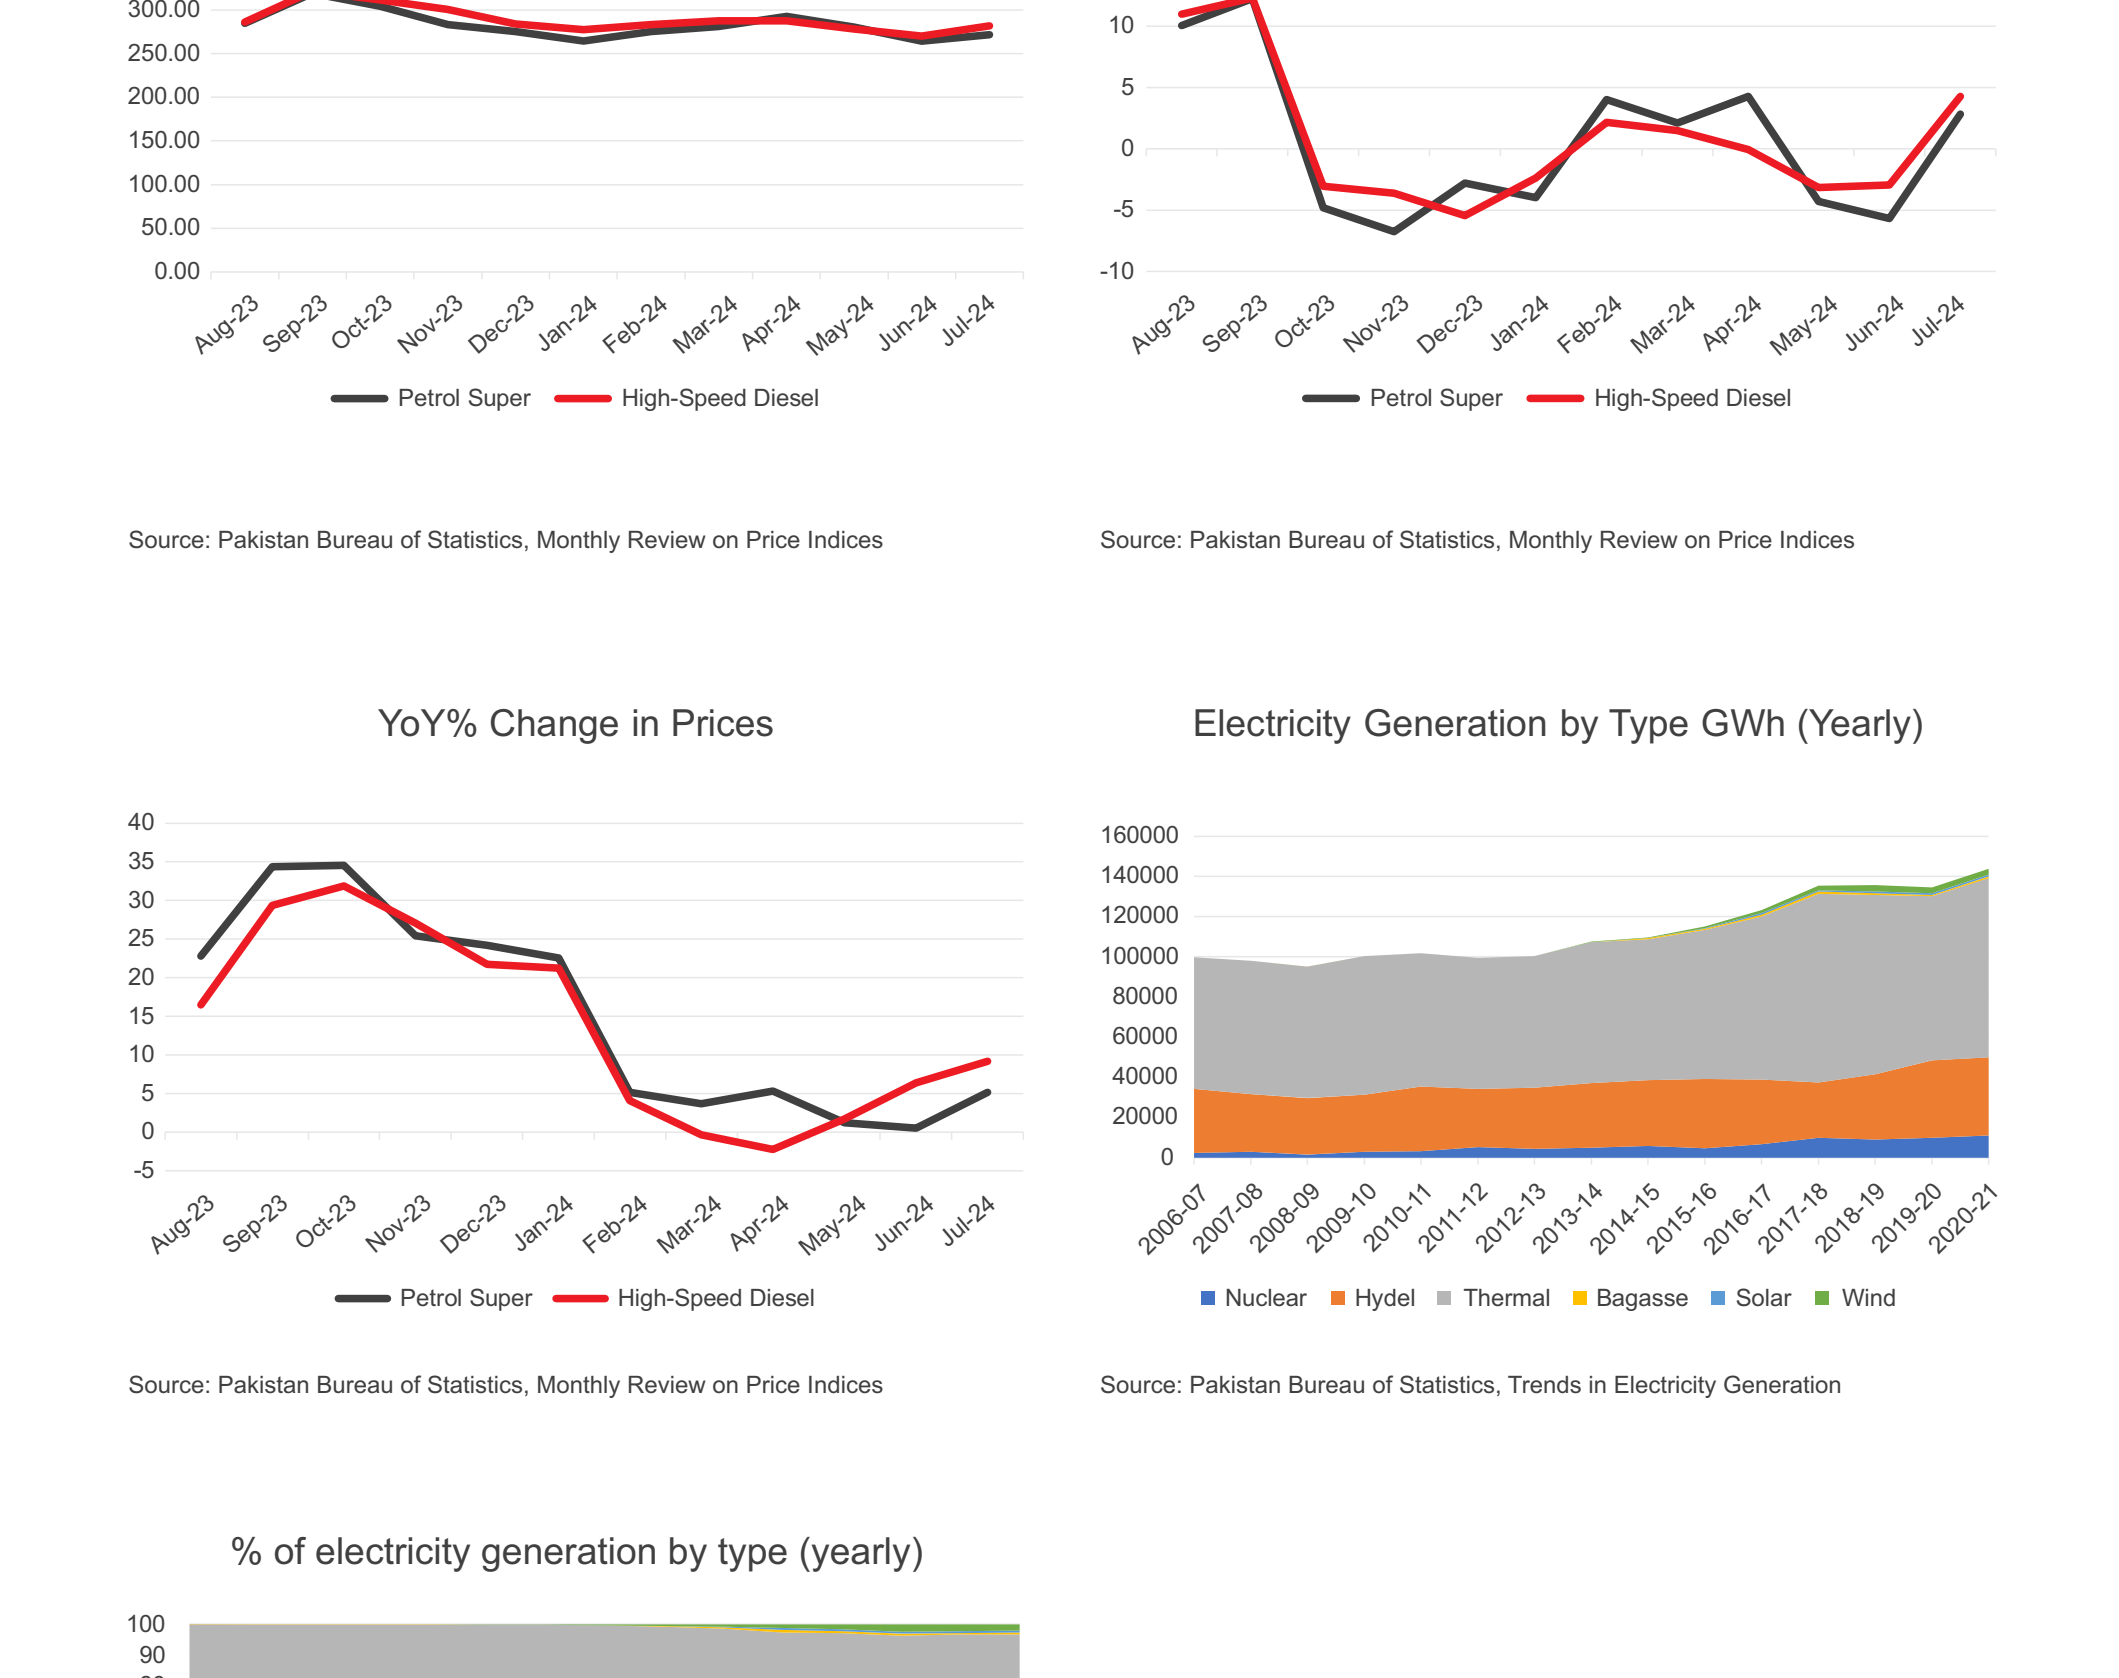 300.00
250.00
200.00
150.00
100.00
50.00
0.00
Aug-23 Sep-23 Oct-23 Nov-23 Dec-23 Jan-24 Feb-24 Mar-24 Apr-24 May-24 Jun-24 Jul-24
Petrol Super High-Speed Diesel
Source: Pakistan Bureau of Statistics, Monthly Review on Price Indices
10
5
0
-5
-10
Aug-23 Sep-23 Oct-23 Nov-23 Dec-23 Jan-24 Feb-24 Mar-24 Apr-24 May-24 Jun-24 Jul-24
Petrol Super High-Speed Diesel
Source: Pakistan Bureau of Statistics, Monthly Review on Price Indices
YoY% Change in Prices
40
35
30
25
20
15
10
5
0
-5
Aug-23 Sep-23 Oct-23 Nov-23 Dec-23 Jan-24 Feb-24 Mar-24 Apr-24 May-24 Jun-24 Jul-24
Petrol Super High-Speed Diesel
Source: Pakistan Bureau of Statistics, Monthly Review on Price Indices
Electricity Generation by Type GWh (Yearly)
160000
140000
120000
100000
80000
60000
40000
20000
0
2006-07 2007-08 2008-09 2009-10 2010-11 2011-12 2012-13 2013-14 2014-15 2015-16 2016-17 2017-18 2018-19 2019-20 2020-21
Nuclear Hydel Thermal Bagasse Solar Wind
Source: Pakistan Bureau of Statistics, Trends in Electricity Generation
% of electricity generation by type (yearly)
100
90